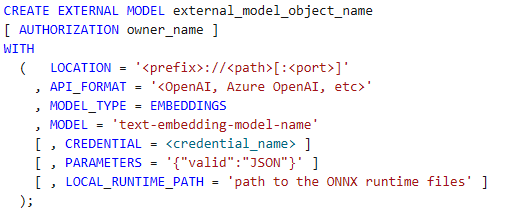 CREATE EXTERNAL MODEL external_model_object_name
[ AUTHORIZATION owner_name ]
WITH
  (   LOCATION = '<prefix>://<path>[:<port>]'
    , API_FORMAT = '<OpenAI, Azure OpenAI, etc>'
    , MODEL_TYPE = EMBEDDINGS
    , MODEL = 'text-embedding-model-name'
    [ , CREDENTIAL = <credential_name> ]
    [ , PARAMETERS = '{"valid":"JSON"}' ]
    [ , LOCAL_RUNTIME_PATH = 'path to the ONNX runtime files' ]
  );